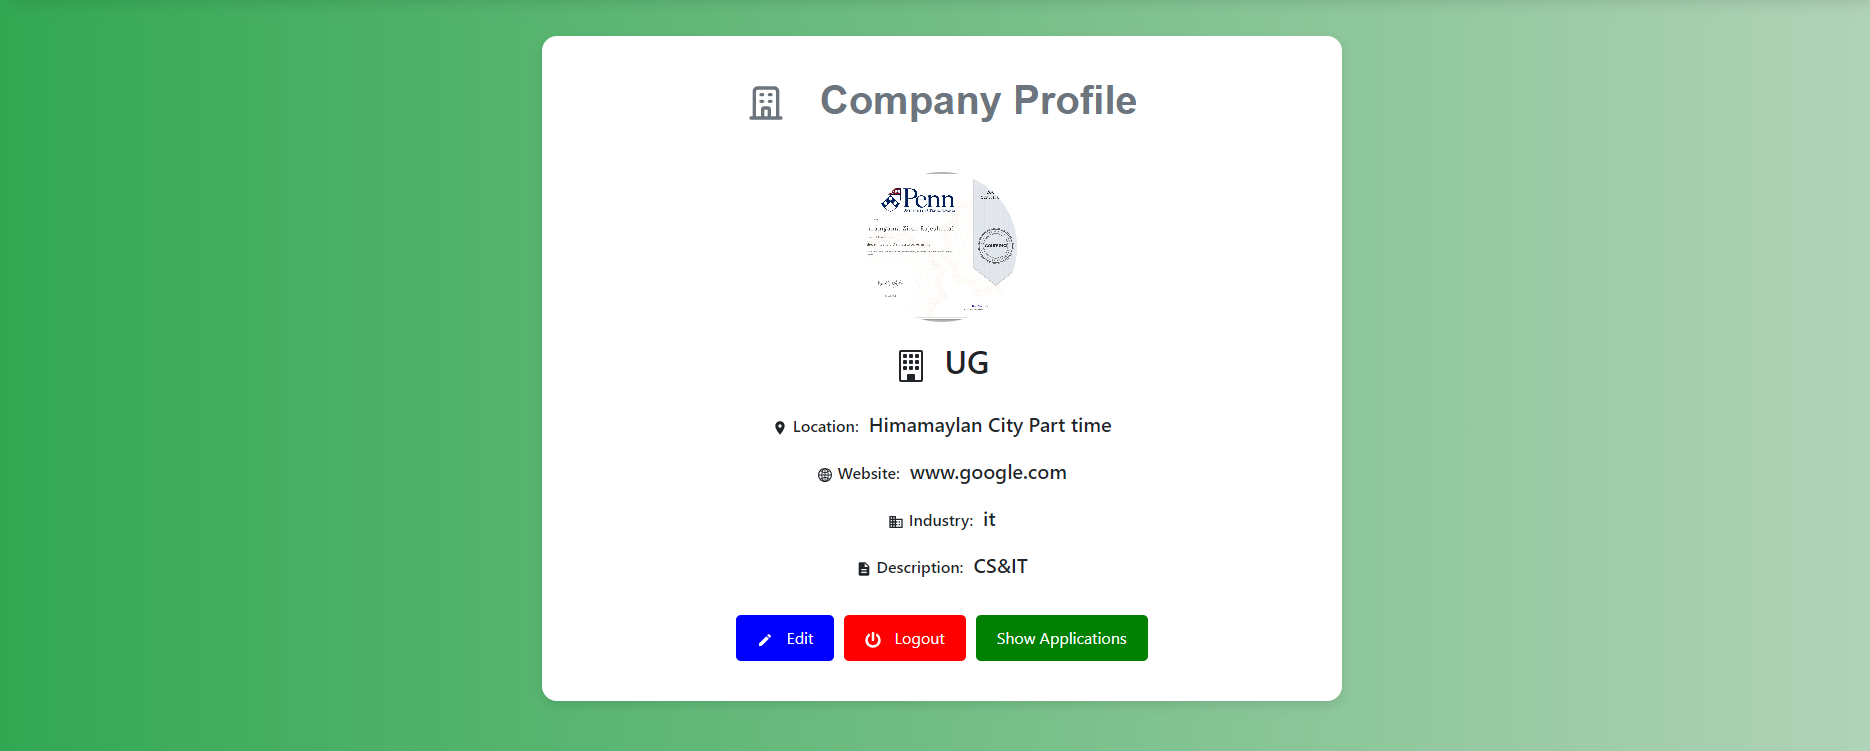 Company Profile
Penn
COURSE
UG
Location: Himamaylan City Part time
Website: www.google.com
Industry: it
Description: CS&IT
Edit
Logout
Show Applications